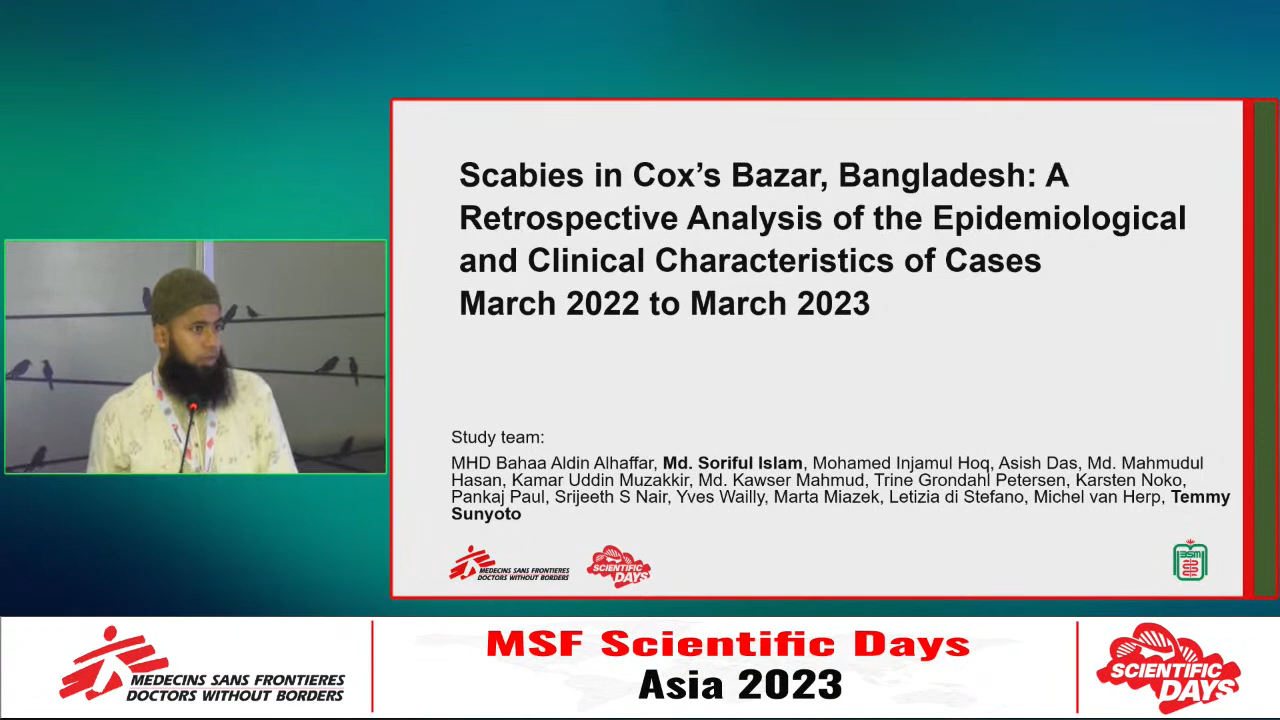 Scabies in Cox’s Bazar, Bangladesh: A
Retrospective Analysis of the Epidemiological
and Clinical Characteristics of Cases
March 2022 to March 2023
Study team:
MHD Bahaa Aldin Alhaffar, Md. Soriful Islam, Mohamed Injamul Hoq, Asish Das, Md. Mahmudul
Hasan, Kamar Uddin Muzakkir, Md. Kawser Mahmud, Trine Grondahl Petersen, Karsten Noko,
Pankaj Paul, Srijeeth S Nair, Yves Wailly, Marta Miazek, Letizia di Stefano, Michel van Herp, Temmy
Sunyoto
MEDECINS SANS FRONTIERES
DOCTORS WITHOUT BORDERS
SCIENTIFIC
DAYS
BSMI
MEDECINS SANS FRONTIERES
DOCTORS WITHOUT BORDERS
MSF Scientific Days
Asia 2023
SCIENTIFIC
DAYS